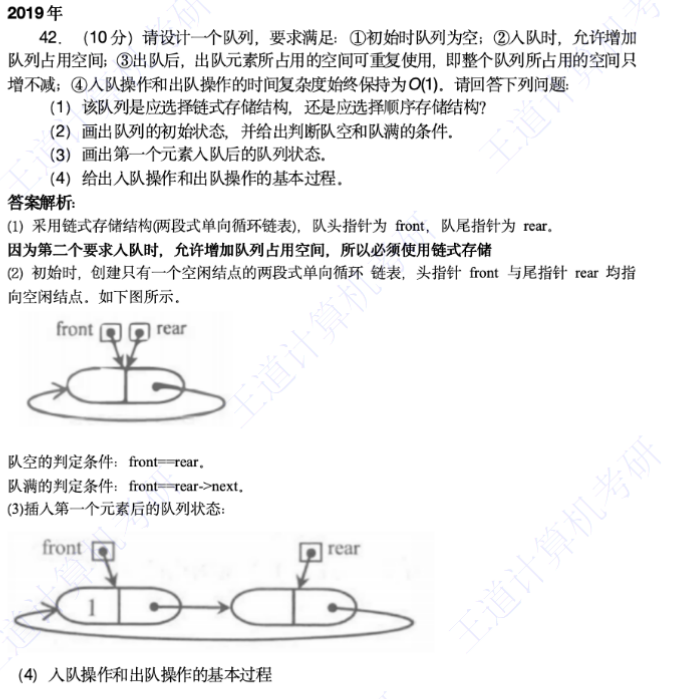 2019年
42. (10分)请设计一个队列，要求满足：①初始时队列为空；②入队时，允许增加
队列占用空间；③出队后，出队元素所占用的空间可重复使用，即整个队列所占用的空间只
增不减；④入队操作和出队操作的时间复杂度始终保持为O(1)。请回答下列问题：
(1) 该队列是应选择链式存储结构，还是应选择顺序存储结构？
(2) 画出队列的初始状态，并给出判断队空和队满的条件。
(3) 画出第一个元素入队后的队列状态。
(4) 给出入队操作和出队操作的基本过程。
答案解析:
(1) 采用链式存储结构(两段式单向循环链表)，队头指针为 front，队尾指针为 rear。
因为第二个要求入队时，允许增加队列占用空间，所以必须使用链式存储
(2) 初始时，创建只有一个空闲结点的两段式单向循环 链表，头指针 front 与尾指针 rear 均指
向空闲结点。如下图所示。
front rear
队空的判定条件：front==rear。
队满的判定条件：front==rear->next。
(3)插入第一个元素后的队列状态：
front rear
1
(4) 入队操作和出队操作的基本过程
王道计算机考研
王道计算机考研
王道计算机考研